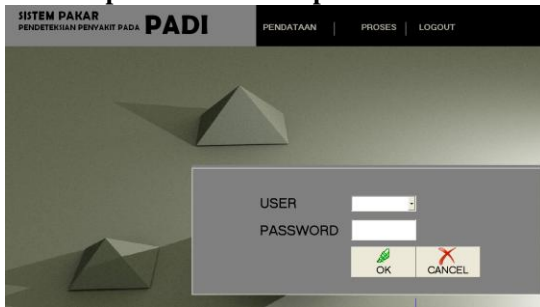 SISTEM PAKAR
PENDETEKSIAN PENYAKIT PADA PADI
PENDATAAN | PROSES | LOGOUT
USER
PASSWORD
OK CANCEL